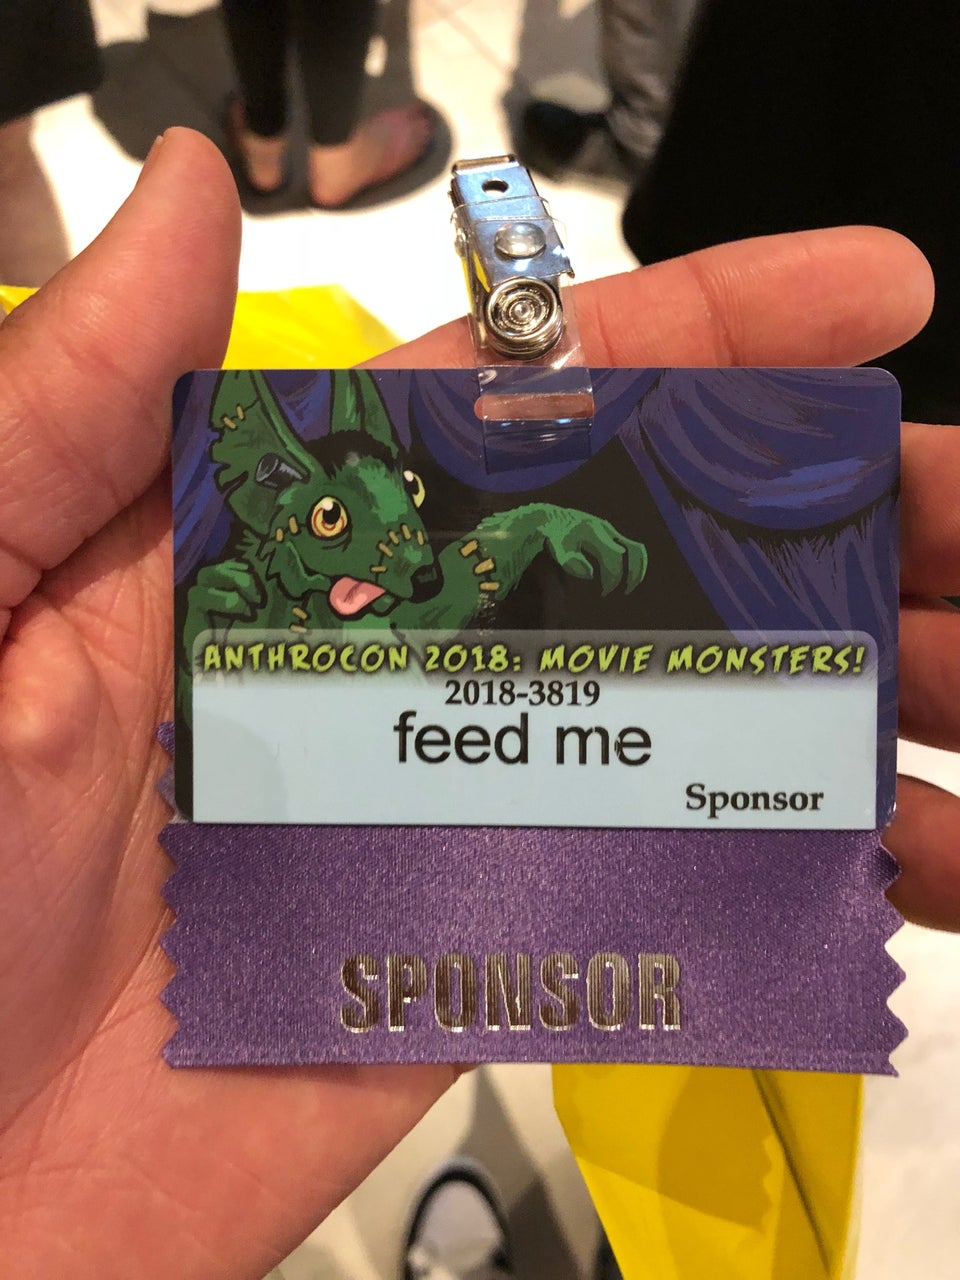 ANTHROCON 2018: MOVIE MONSTERS!
2018-3819
feed me
Sponsor
SPONSOR